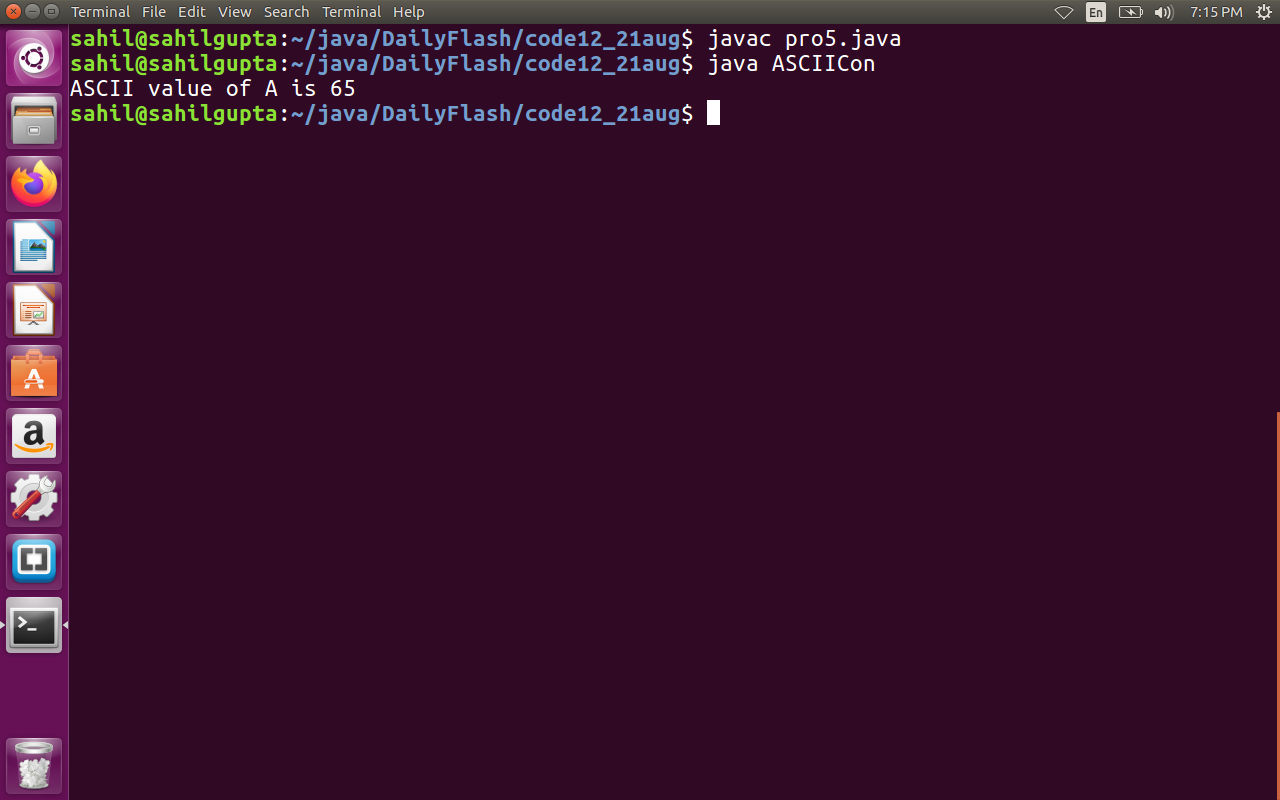 Terminal File Edit View Search Terminal Help En 7:15 PM
sahil@sahilgupta:~/java/DailyFlash/code12_21aug$ javac pro5.java
sahil@sahilgupta:~/java/DailyFlash/code12_21aug$ java ASCIICon
ASCII value of A is 65
sahil@sahilgupta:~/java/DailyFlash/code12_21aug$